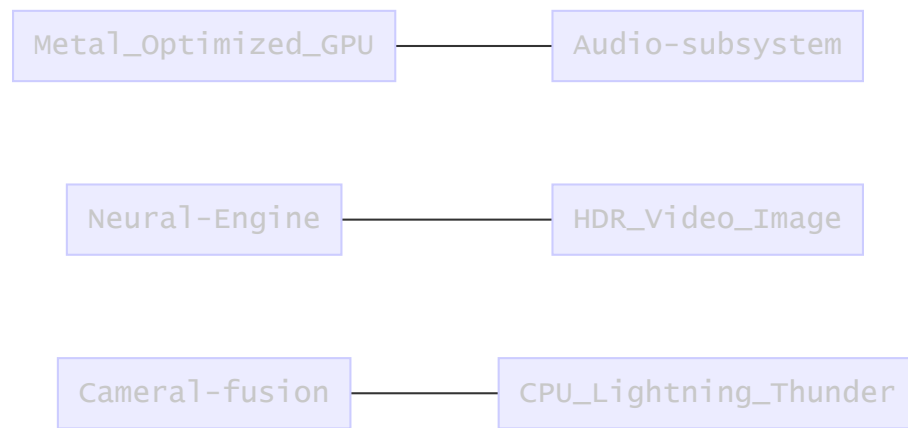 Metal_Optimized_GPU Audio-subsystem
Neural-Engine HDR_Video_Image
Cameral-fusion CPU_Lightning_Thunder